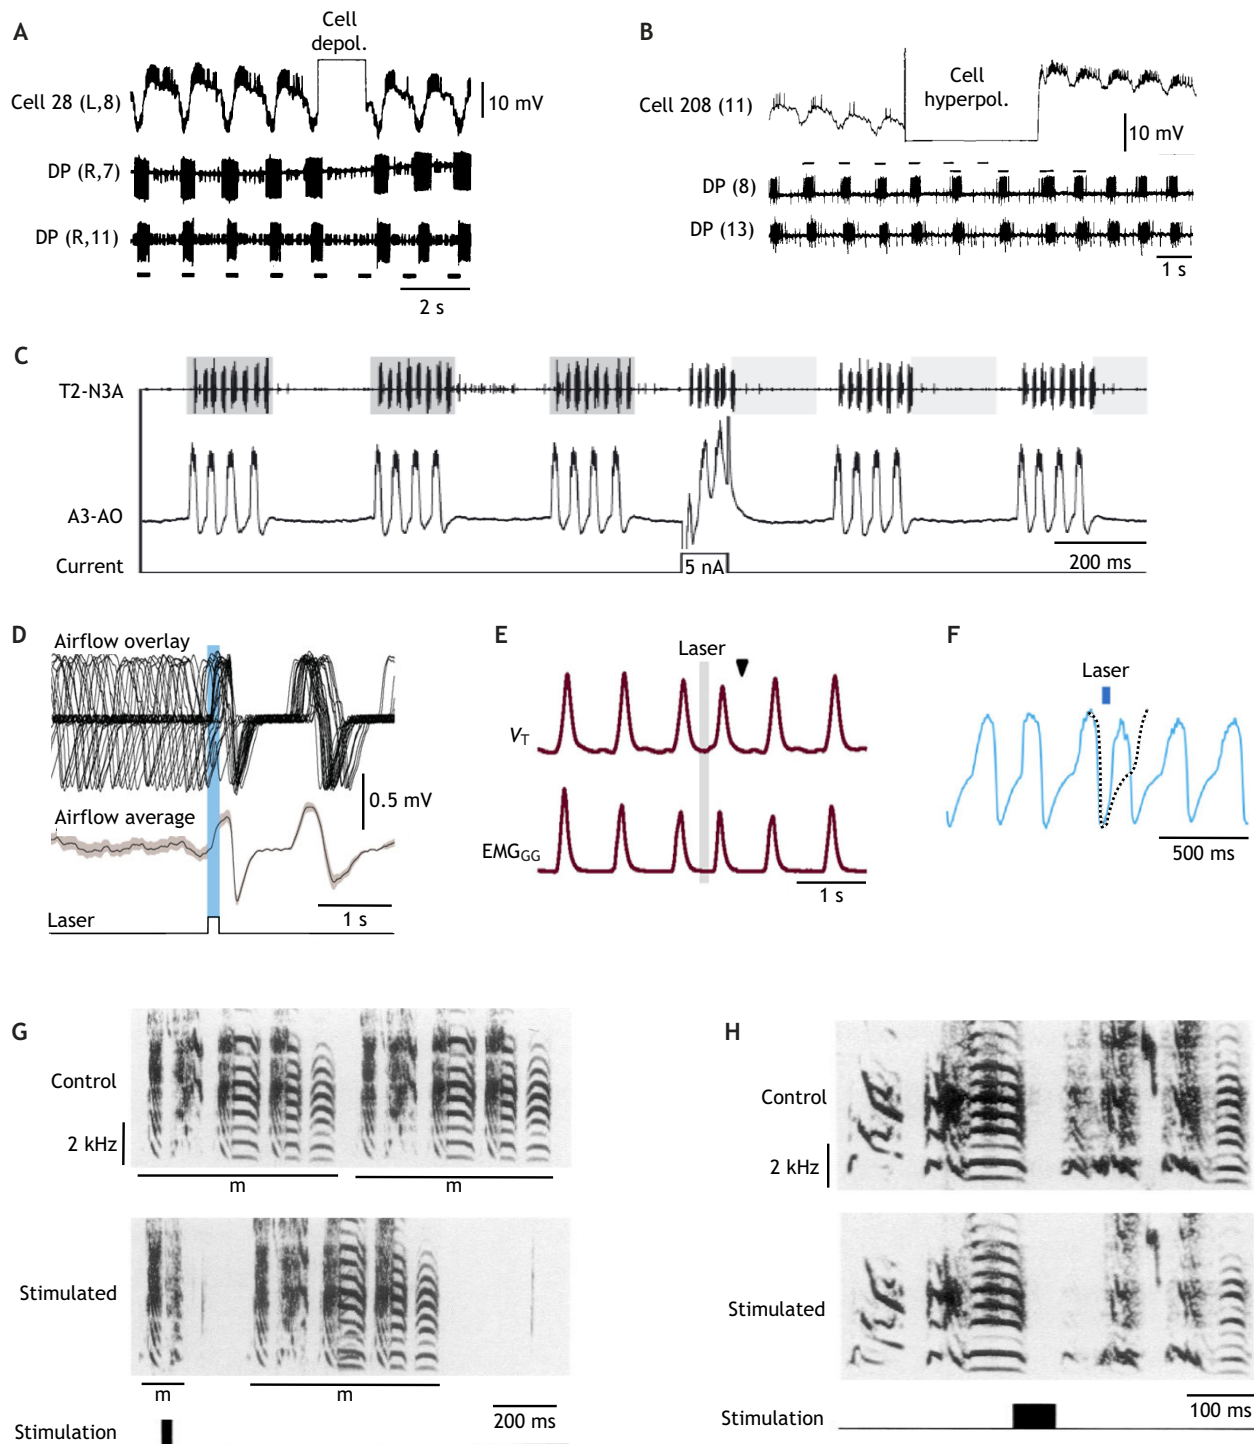 A
Cell
depol.
Cell 28 (L,8)
10 mV
DP (R,7)
DP (R,11)
2 s
B
Cell 208 (11)
Cell
hyperpol.
10 mV
DP (8)
DP (13)
1 s
C
T2-N3A
A3-AO
Current
5 nA
200 ms
D
Airflow overlay
0.5 mV
Airflow average
Laser
1 s
E
Laser
VT
EMGGG
1 s
F
Laser
500 ms
G
Control
2 kHz
m
m
Stimulated
m
m
200 ms
Stimulation
H
Control
2 kHz
Stimulated
100 ms
Stimulation